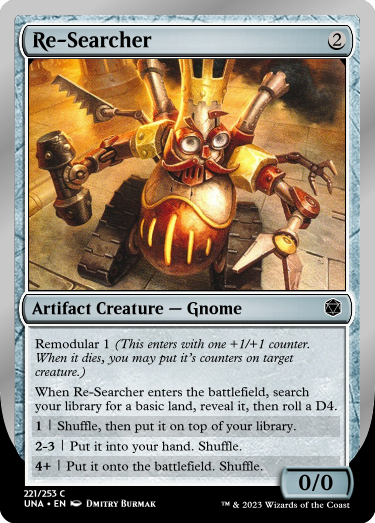 Re-Searcher 2
Artifact Creature — Gnome
Remodular 1 (This enters with one +1/+1 counter.
When it dies, you may put it's counters on target
creature.)
When Re-Searcher enters the battlefield, search
your library for a basic land, reveal it, then roll a D4.
1 | Shuffle, then put it on top of your library.
2-3 | Put it into your hand. Shuffle.
4+ | Put it onto the battlefield. Shuffle.
0/0
221/253 C
UNA • EN Dmitry Burmak
™ & 2023 Wizards of the Coast